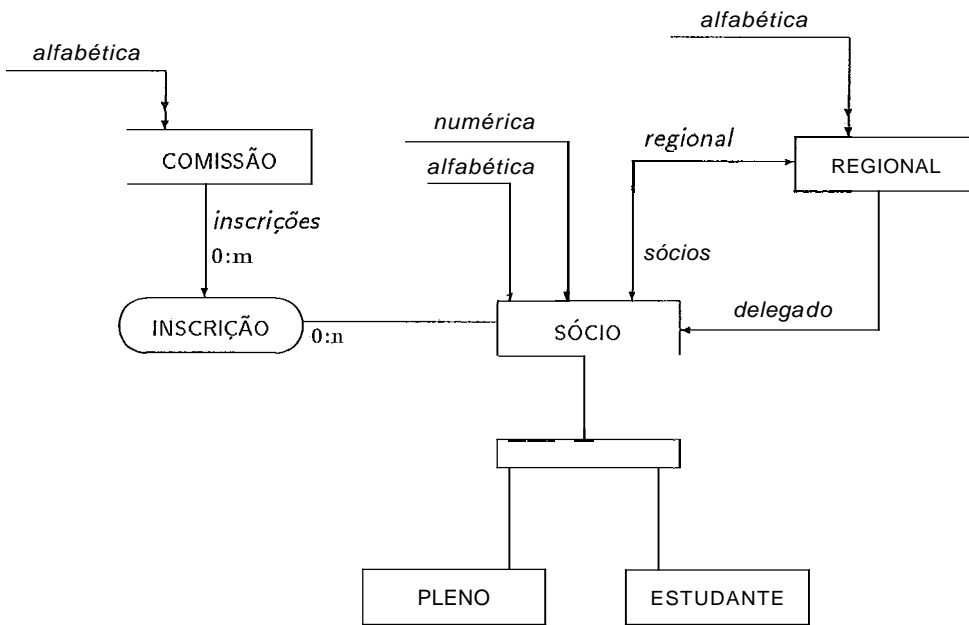 alfabética
alfabética
numérica
alfabética
COMISSÃO
regional
REGIONAL
inscrições
0:m
sócios
INSCRIÇÃO
0:n
SÓCIO
delegado
PLENO
ESTUDANTE